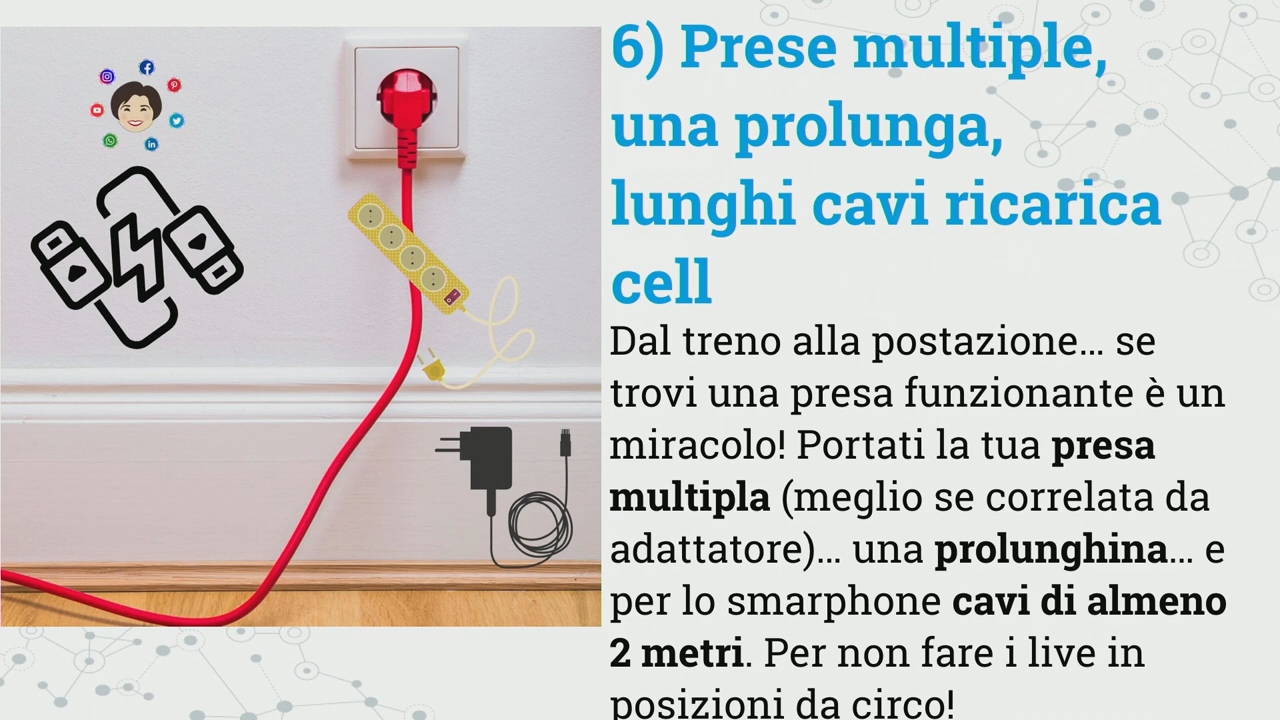 6) Prese multiple,
una prolunga,
lunghi cavi ricarica
cell
Dal treno alla postazione... se
trovi una presa funzionante è un
miracolo! Portati la tua presa
multipla (meglio se correlata da
adattatore)... una prolunghina... e
per lo smarphone cavi di almeno
2 metri. Per non fare i live in
posizioni da circo!